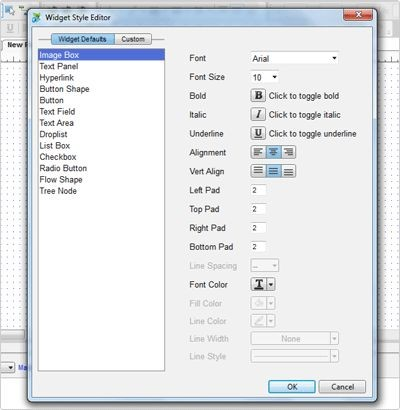 Widget Style Editor
New
Widget Defaults Custom
Image Box
Text Panel
Hyperlink
Button Shape
Button
Text Field
Text Area
Droplist
List Box
Checkbox
Radio Button
Flow Shape
Tree Node
Font Arial
Font Size 10
Bold B Click to toggle bold
Italic I Click to toggle italic
Underline U Click to toggle underline
Alignment
Vert Align
Left Pad 2
Top Pad 2
Right Pad 2
Bottom Pad 2
Line Spacing --
Font Color T
Fill Color
Line Color
Line Width None
Line Style
OK Cancel